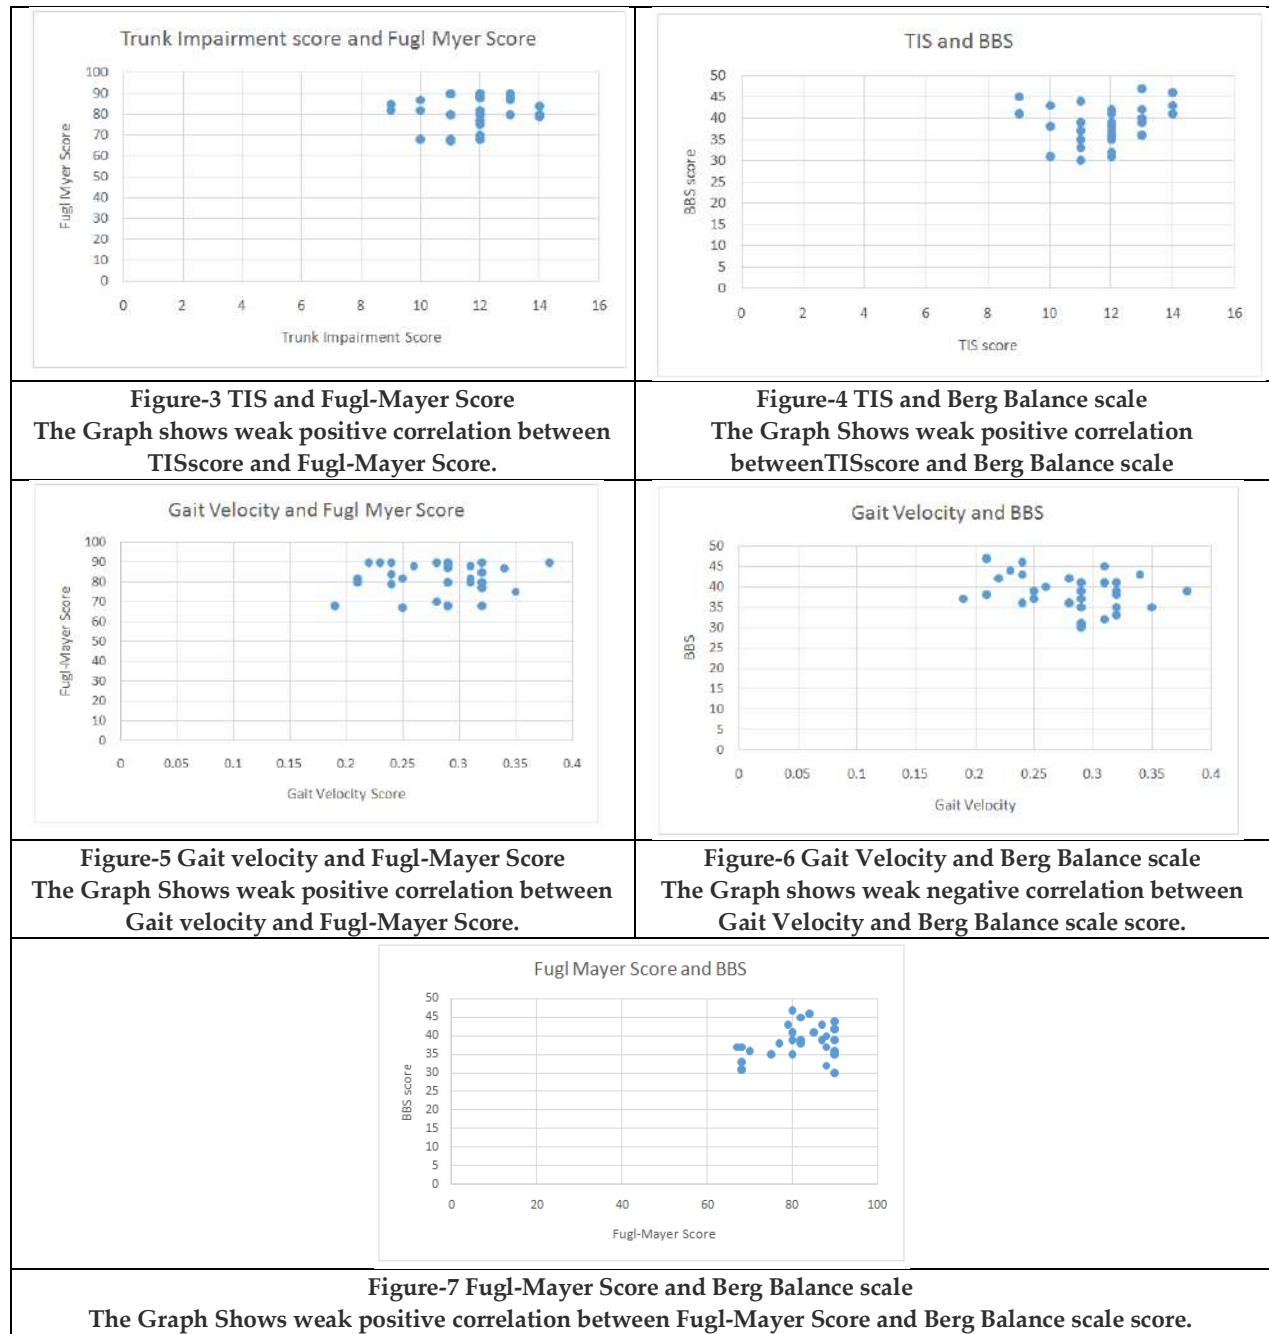 Trunk Impairment score and Fugl Myer Score
100
90
80
70
60
50
40
30
20
10
0
Fugl Myer Score
0 2 4 6 8 10 12 14 16
Trunk Impairment Score
TIS and BBS
50
45
40
35
30
25
20
15
10
5
0
BBS score
0 2 4 6 8 10 12 14 16
TIS score
Figure-3 TIS and Fugl-Mayer Score
The Graph shows weak positive correlation between
TISscore and Fugl-Mayer Score.
Figure-4 TIS and Berg Balance scale
The Graph Shows weak positive correlation
betweenTISscore and Berg Balance scale
Gait Velocity and Fugl Myer Score
100
90
80
70
60
50
40
30
20
10
0
Fugl-Mayer Score
0 0.05 0.1 0.15 0.2 0.25 0.3 0.35 0.4
Gait Velocity Score
Gait Velocity and BBS
50
45
40
35
30
25
20
15
10
5
0
BBS
0 0.05 0.1 0.15 0.2 0.25 0.3 0.35 0.4
Gait Velocity
Figure-5 Gait velocity and Fugl-Mayer Score
The Graph Shows weak positive correlation between
Gait velocity and Fugl-Mayer Score.
Figure-6 Gait Velocity and Berg Balance scale
The Graph shows weak negative correlation between
Gait Velocity and Berg Balance scale score.
Fugl Mayer Score and BBS
50
45
40
35
30
25
20
15
10
5
0
BBS score
0 20 40 60 80 100
Fugl-Mayer Score
Figure-7 Fugl-Mayer Score and Berg Balance scale
The Graph Shows weak positive correlation between Fugl-Mayer Score and Berg Balance scale score.